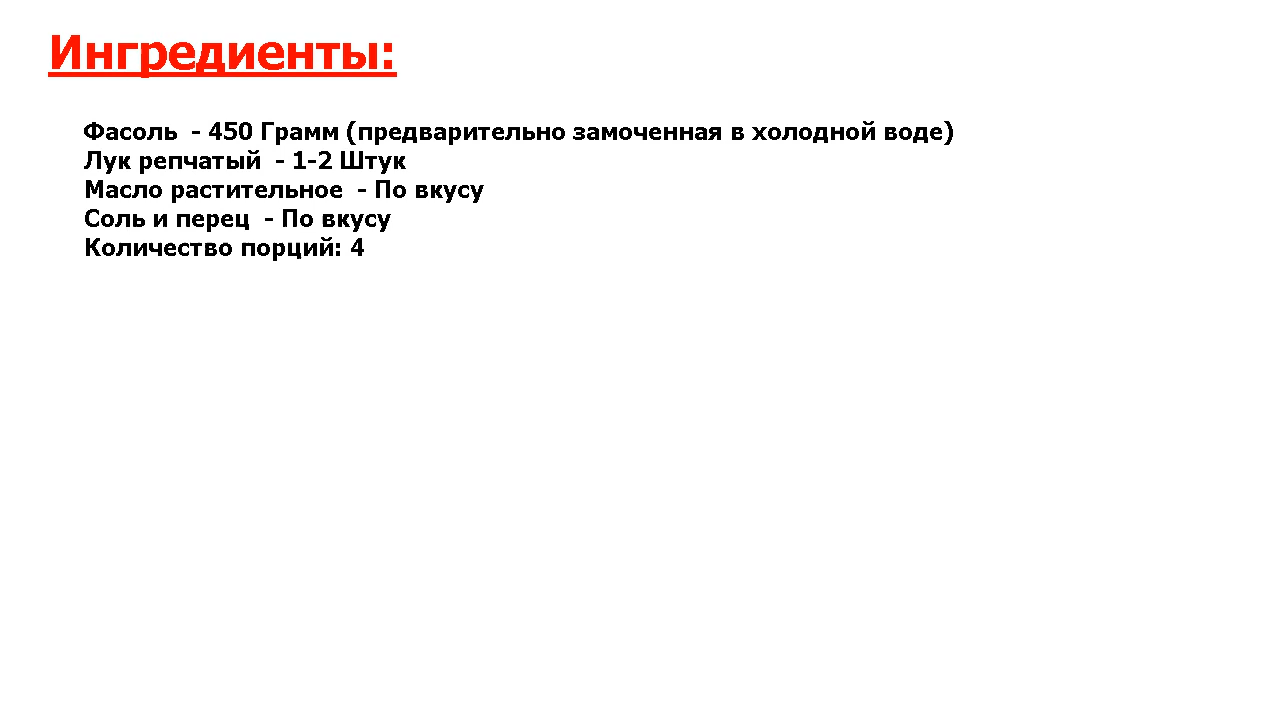 Ингредиенты:
Фасоль  - 450 Грамм (предварительно замоченная в холодной воде)
Лук репчатый  - 1-2 Штук
Масло растительное  - По вкусу
Соль и перец  - По вкусу
Количество порций: 4